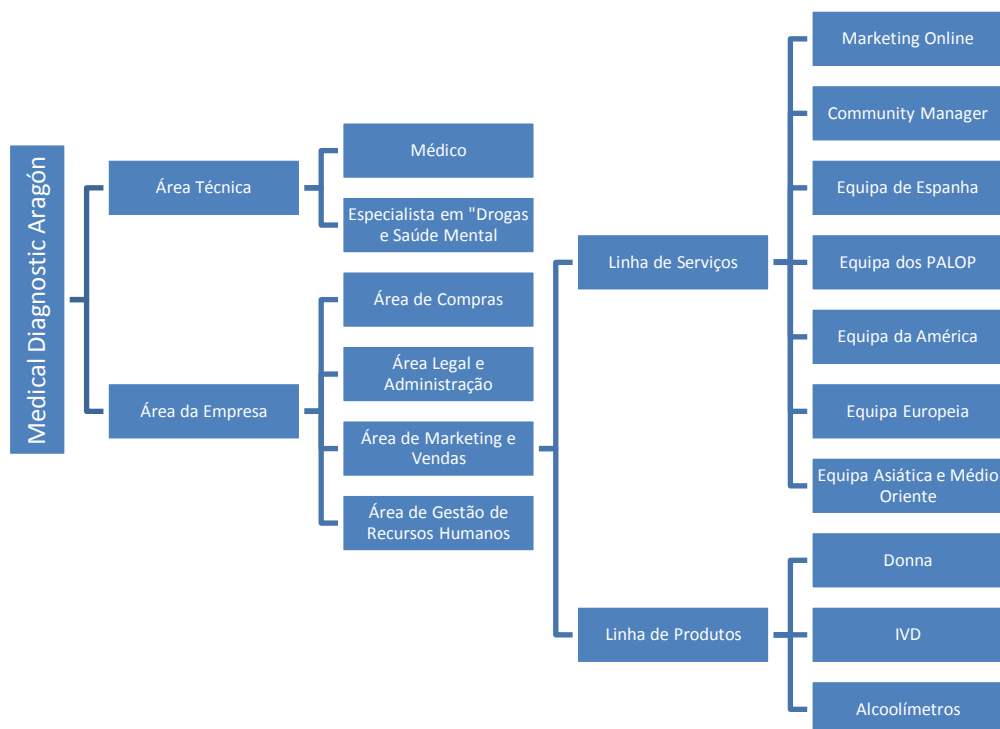 Medical Diagnostic Aragón
Área Técnica
Médico
Especialista em "Drogas
e Saúde Mental
Área da Empresa
Área de Compras
Área Legal e
Administração
Área de Marketing e
Vendas
Linha de Serviços
Marketing Online
Community Manager
Equipa de Espanha
Equipa dos PALOP
Equipa da América
Equipa Europeia
Equipa Asiática e Médio
Oriente
Linha de Produtos
Donna
IVD
Alcoolímetros
Área de Gestão de
Recursos Humanos